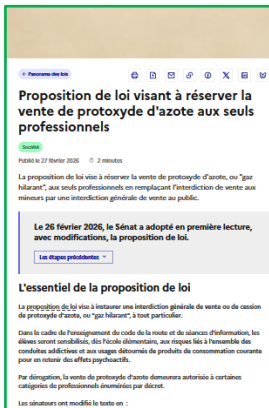 ← Panorama des lois
Proposition de loi visant à réserver la
vente de protoxyde d'azote aux seuls
professionnels
Société
Publié le 27 février 2026 2 minutes
La proposition de loi vise à réserver la vente de protoxyde d'azote, ou "gaz
hilarant", aux seuls professionnels en remplaçant l'interdiction de vente aux
mineurs par une interdiction générale de vente au public.
Le 26 février 2026, le Sénat a adopté en première lecture,
avec modifications, la proposition de loi.
Les étapes précédentes
L'essentiel de la proposition de loi
La proposition de loi vise à instaurer une interdiction générale de vente ou de cession
de protoxyde d'azote, ou "gaz hilarant", à tout particulier.
Dans le cadre de l'enseignement du code de la route et de séances d'information, les
élèves seront sensibilisés, dès l'école élémentaire, aux risques liés à l'ensemble des
conduites addictives et aux usages détournés de produits de consommation courante
pour en retirer des effets psychoactifs.
Par dérogation, la vente de protoxyde d'azote demeurera autorisée à certaines
catégories de professionnels énumérées par décret.
Les sénateurs ont modifié le texte en :